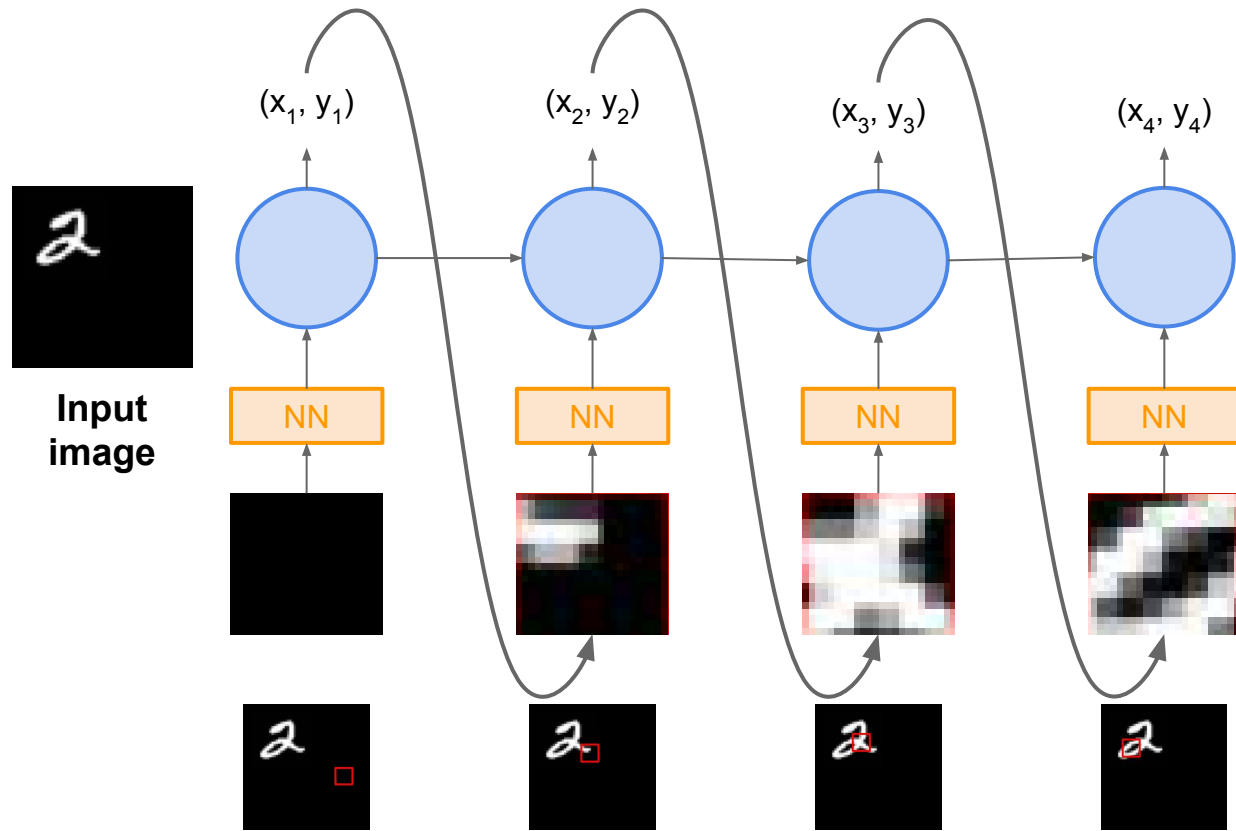 (x₁, y₁)
(x₂, y₂)
(x₃, y₃)
(x₄, y₄)
Input
image
NN
NN
NN
NN